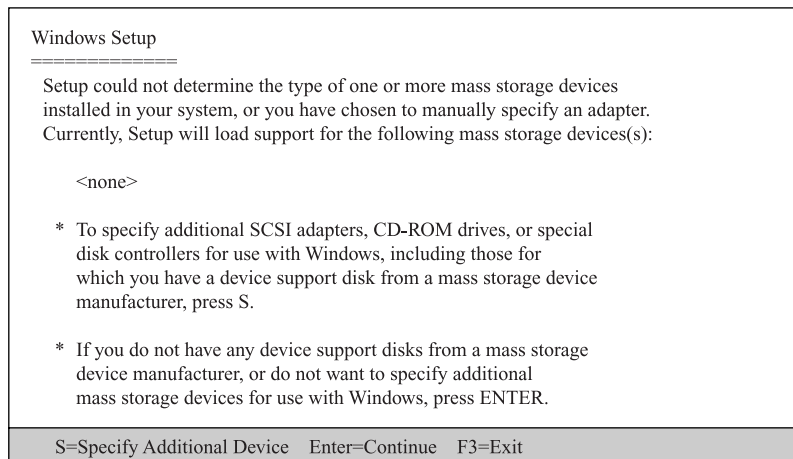 Windows Setup
=============
Setup could not determine the type of one or more mass storage devices
installed in your system, or you have chosen to manually specify an adapter.
Currently, Setup will load support for the following mass storage devices(s):
<none>
* To specify additional SCSI adapters, CD-ROM drives, or special
disk controllers for use with Windows, including those for
which you have a device support disk from a mass storage device
manufacturer, press S.
* If you do not have any device support disks from a mass storage
device manufacturer, or do not want to specify additional
mass storage devices for use with Windows, press ENTER.
S=Specify Additional Device Enter=Continue F3=Exit